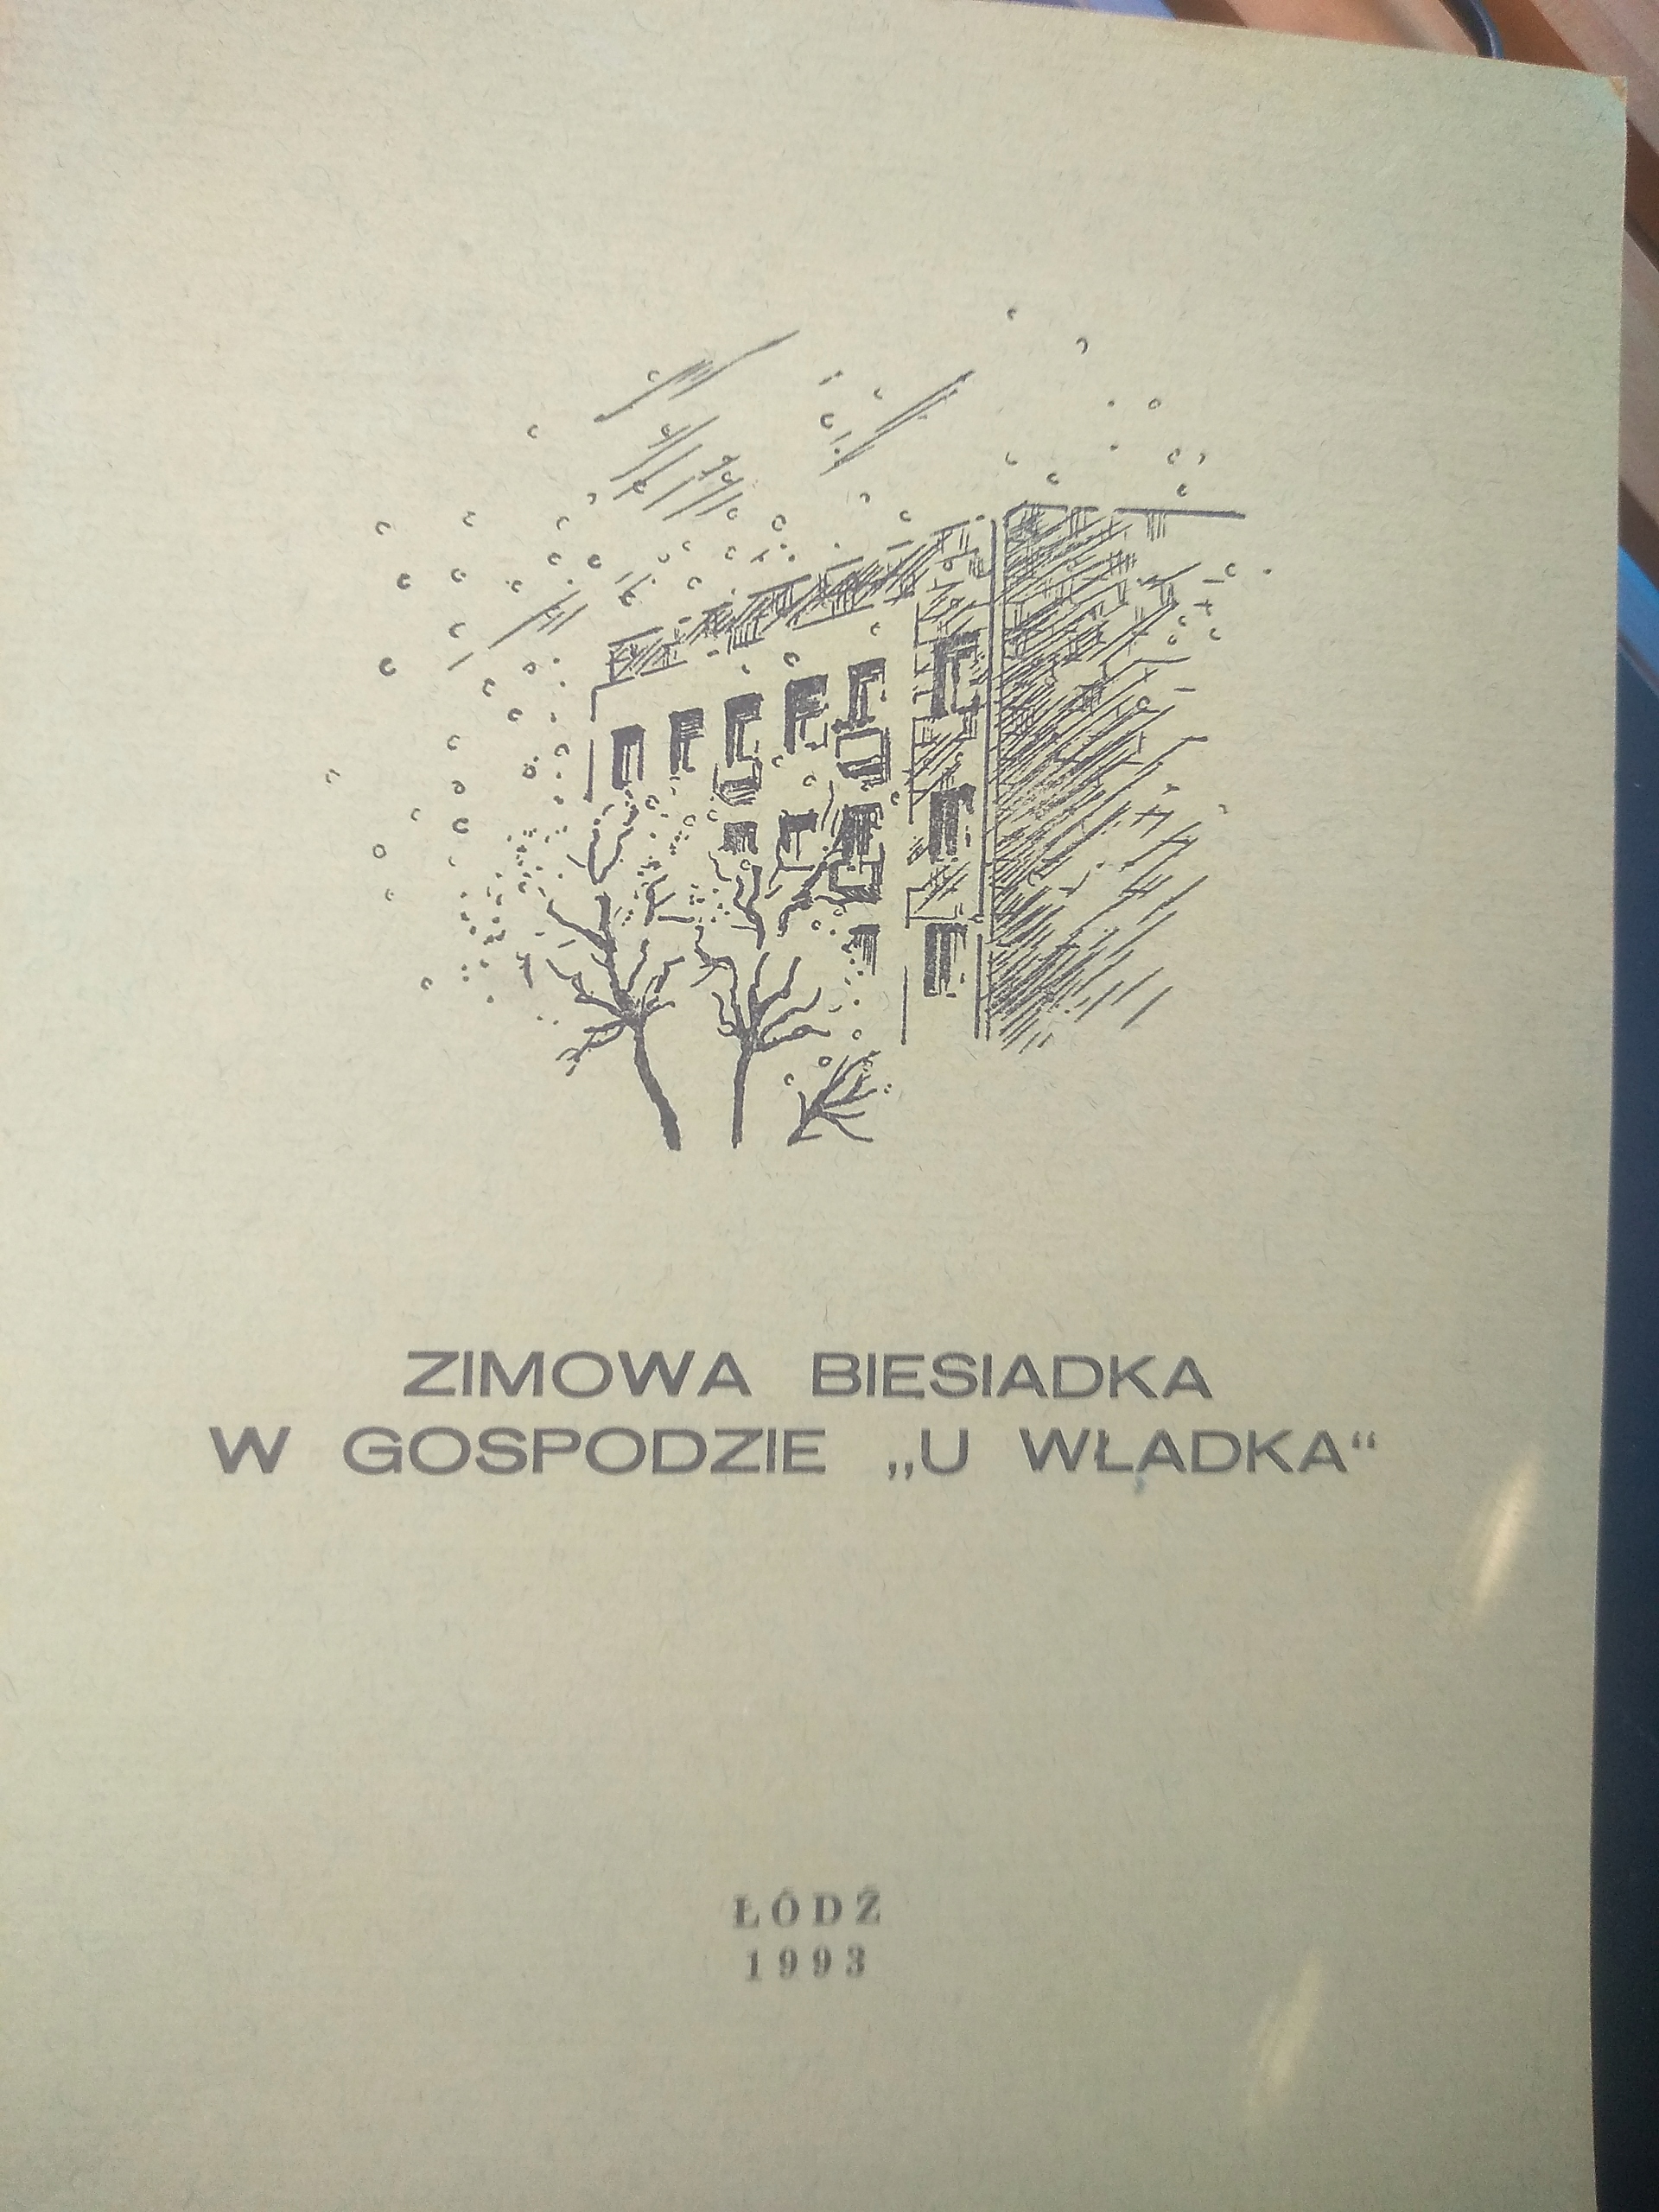 ZIMOWA BIESIADKA
W GOSPODZIE „U WŁADKA“
ŁÓDŹ
1993